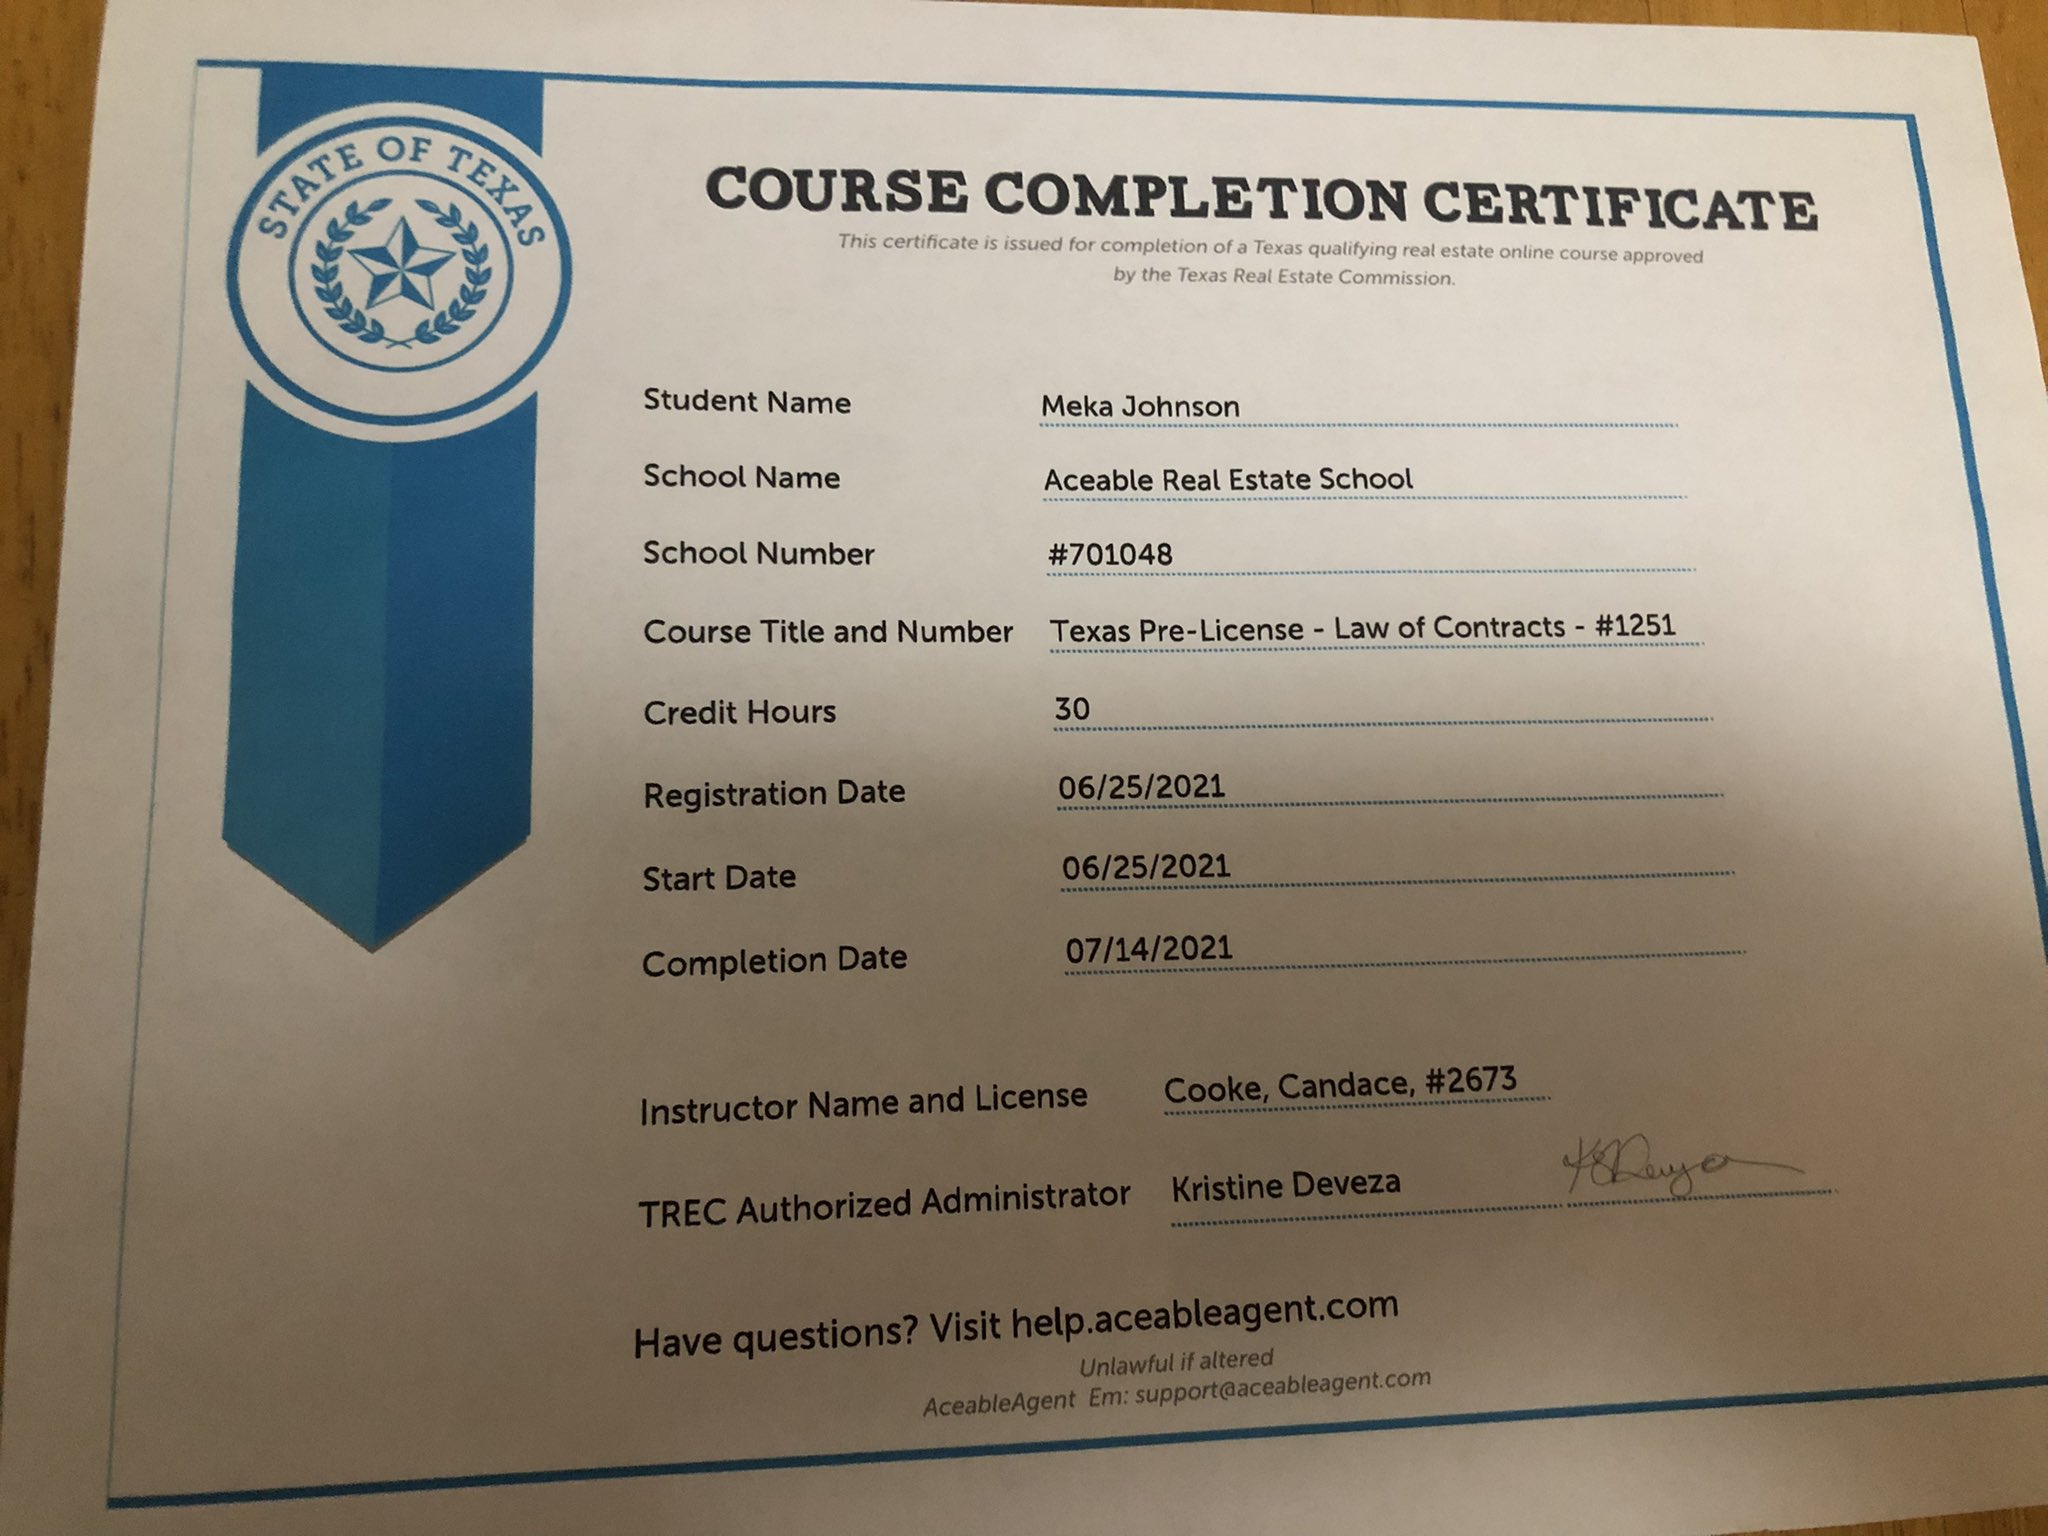 STATE OF TEXAS
COURSE COMPLETION CERTIFICATE
This certificate is issued for completion of a Texas qualifying real estate online course approved
by the Texas Real Estate Commission.
Student Name Meka Johnson
School Name Aceable Real Estate School
School Number #701048
Course Title and Number Texas Pre-License - Law of Contracts - #1251
Credit Hours 30
Registration Date 06/25/2021
Start Date 06/25/2021
Completion Date 07/14/2021
Instructor Name and License Cooke, Candace, #2673
TREC Authorized Administrator Kristine Deveza
Have questions? Visit help.aceableagent.com
Unlawful if altered
AceableAgent Em: support@aceableagent.com